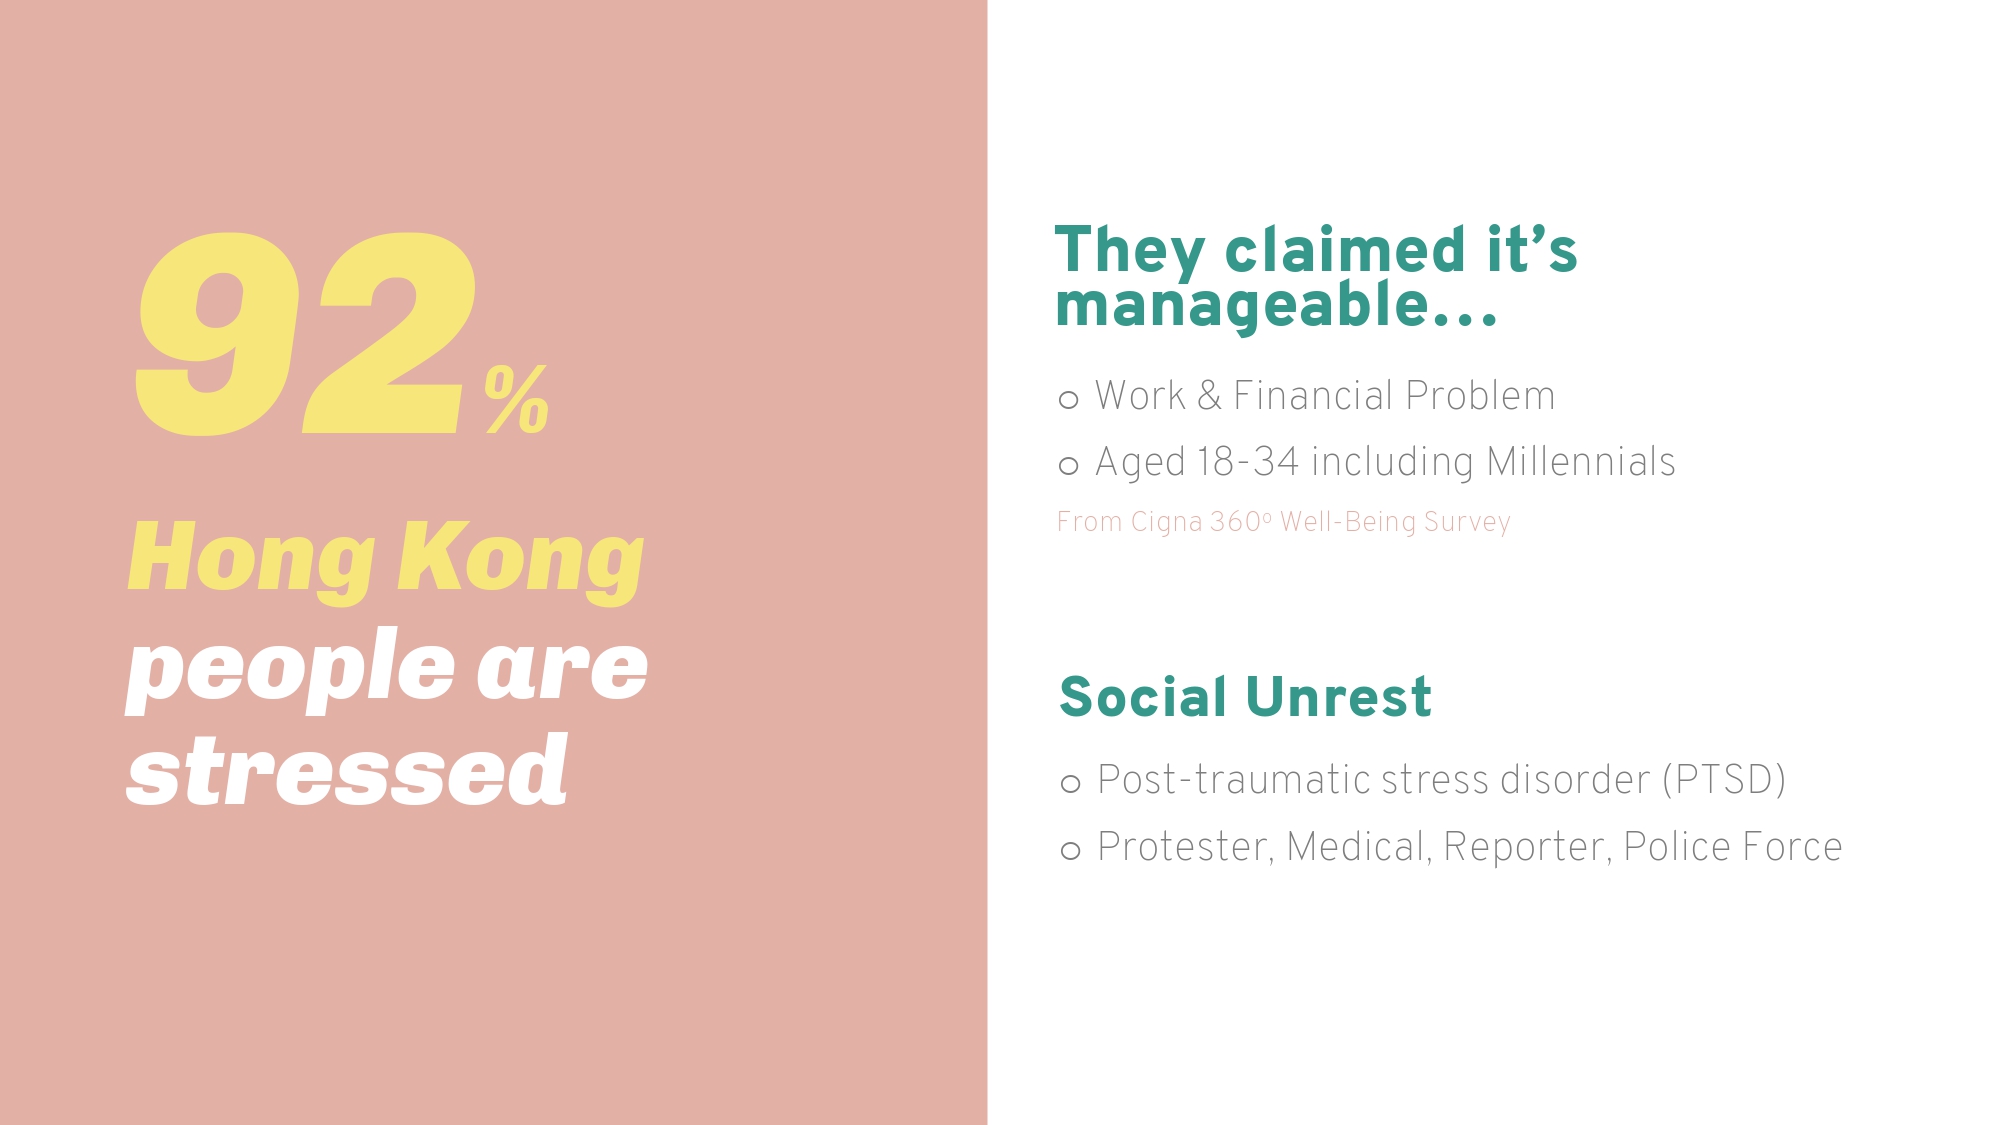 92%
Hong Kong
people are
stressed
They claimed it’s
manageable...
o Work & Financial Problem
o Aged 18-34 including Millennials
From Cigna 360º Well-Being Survey
Social Unrest
o Post-traumatic stress disorder (PTSD)
o Protester, Medical, Reporter, Police Force